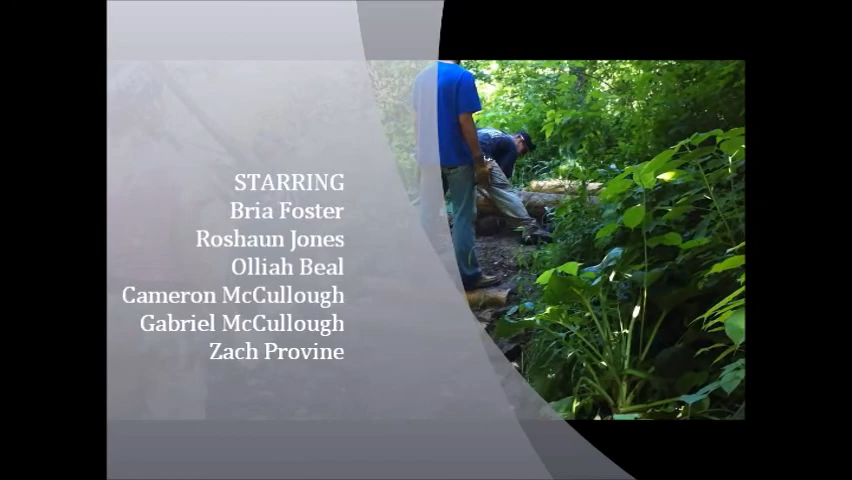 STARRING
Bria Foster
Roshaun Jones
Olliah Beal
Cameron McCullough
Gabriel McCullough
Zach Provine